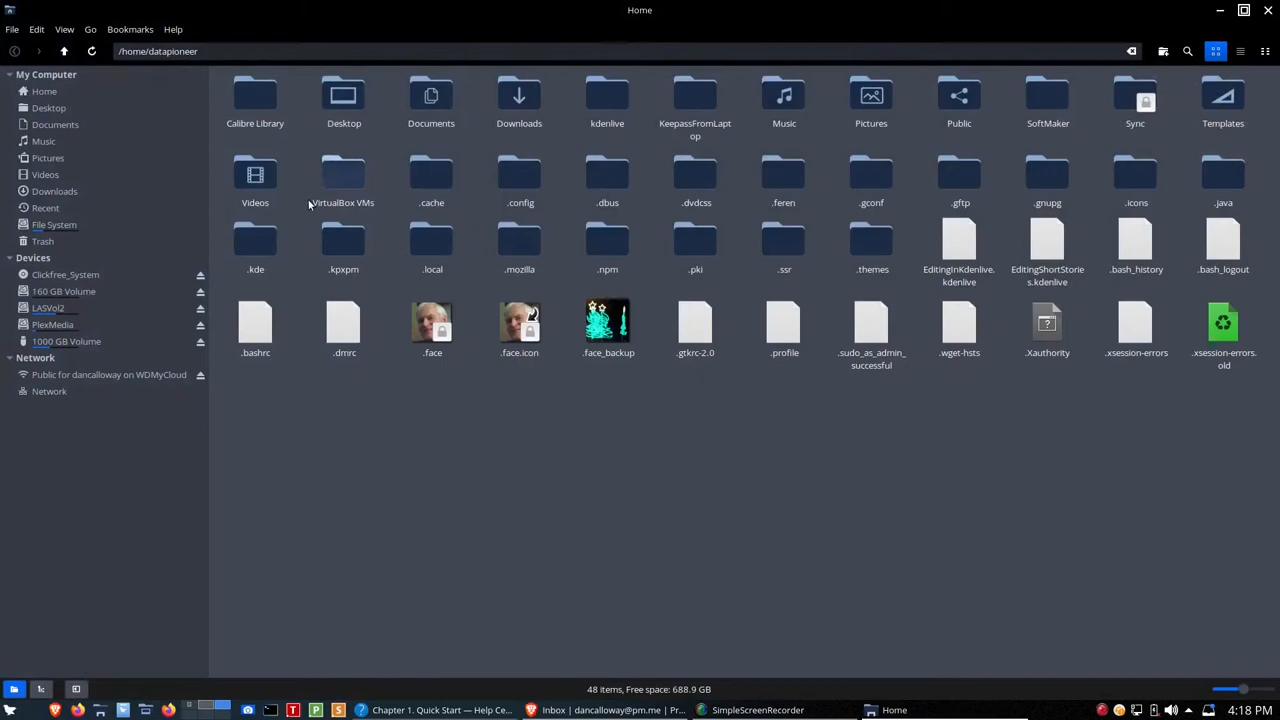 Home
File Edit View Go Bookmarks Help
/home/datapioneer
My Computer
Home
Desktop
Documents
Music
Pictures
Videos
Downloads
Recent
File System
Trash
Devices
Clickfree_System
160 GB Volume
LASVol2
PlexMedia
1000 GB Volume
Network
Public for dancalloway on WDMyCloud
Network
Calibre Library Desktop Documents Downloads kdenlive KeepassFromLapt Music Pictures Public SoftMaker Sync Templates
op
Videos VirtualBox VMs .cache .config .dbus .dvdcss .feren .gconf .gftp .gnupg .icons .java
.kde .kpxpm .local .mozilla .npm .pki .ssr .themes EditingInKdenlive. EditingShortStorie .bash_history .bash_logout
kdenlive s.kdenlive
.bashrc .dmrc .face .face.icon .face_backup .gtkrc-2.0 .profile .sudo_as_admin_ .wget-hsts .Xauthority .xsession-errors .xsession-errors.
successful old
48 items, Free space: 688.9 GB
T P S Chapter 1. Quick Start — Help Ce... Inbox | dancalloway@pm.me | Pr... SimpleScreenRecorder Home 4:18 PM